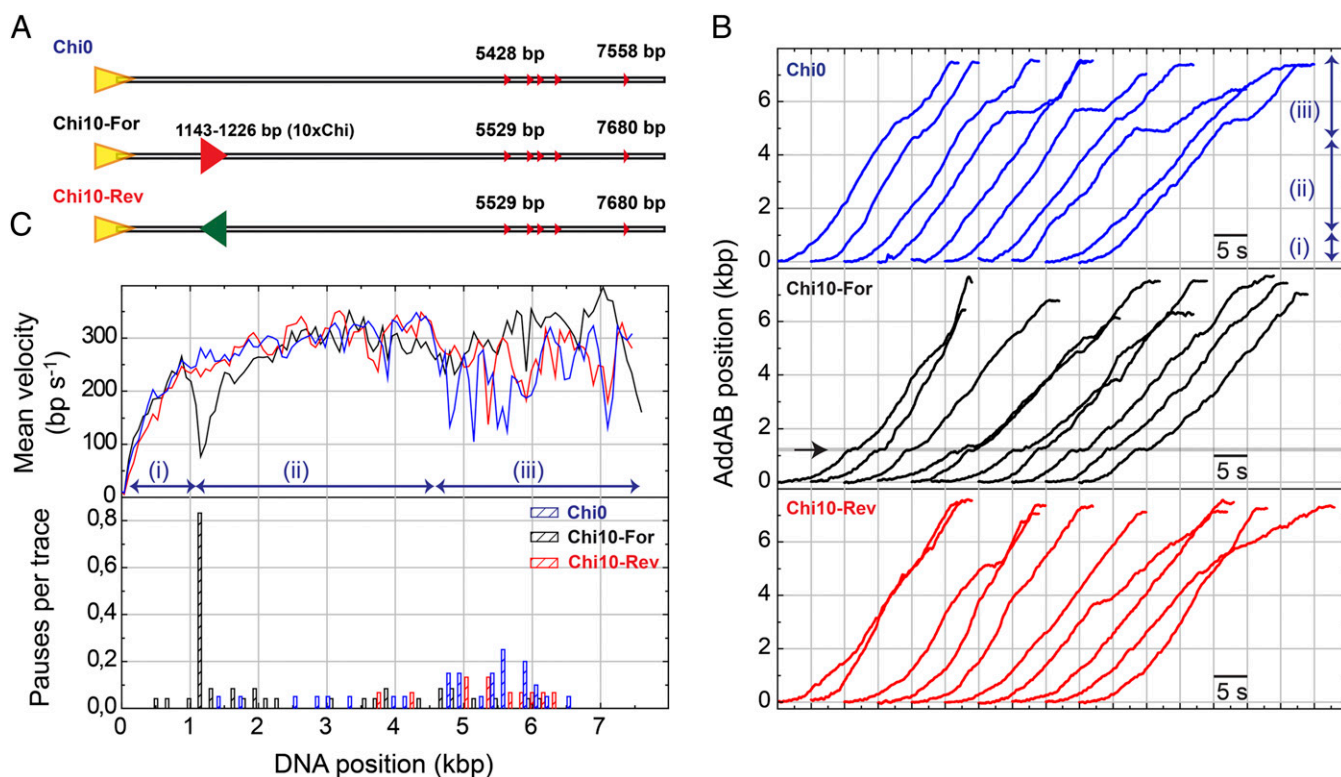 A
Chi0
5428 bp
7558 bp
Chi10-For
1143-1226 bp (10xChi)
5529 bp
7680 bp
Chi10-Rev
5529 bp
7680 bp
C
Mean velocity
(bp s⁻¹)
300
200
100
0
(i)
(ii)
(iii)
Pauses per trace
0,8
0,6
0,4
0,2
0,0
Chi0
Chi10-For
Chi10-Rev
0
1
2
3
4
5
6
7
DNA position (kbp)
B
AddAB position (kbp)
Chi0
6
4
2
0
(iii)
(ii)
(i)
5 s
Chi10-For
6
4
2
0
5 s
Chi10-Rev
6
4
2
0
5 s